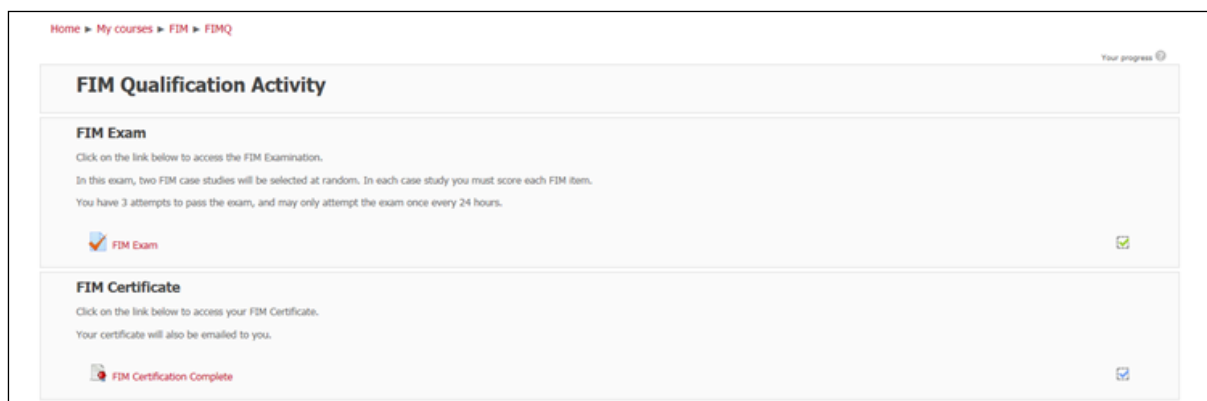 Home ► My courses ► FIM ► FIMQ
Your progress
FIM Qualification Activity
FIM Exam
Click on the link below to access the FIM Examination.
In this exam, two FIM case studies will be selected at random. In each case study you must score each FIM item.
You have 3 attempts to pass the exam, and may only attempt the exam once every 24 hours.
FIM Exam
FIM Certificate
Click on the link below to access your FIM Certificate.
Your certificate will also be emailed to you.
FIM Certification Complete